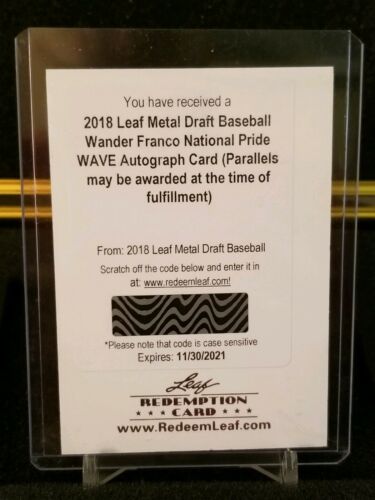 You have received a
2018 Leaf Metal Draft Baseball
Wander Franco National Pride
WAVE Autograph Card (Parallels
may be awarded at the time of
fulfillment)
From: 2018 Leaf Metal Draft Baseball
Scratch off the code below and enter it in
at: www.redeemleaf.com!
*Please note that code is case sensitive
Expires: 11/30/2021
Leaf
REDEMPTION
★ ★ ★ CARD ★ ★ ★
www.RedeemLeaf.com